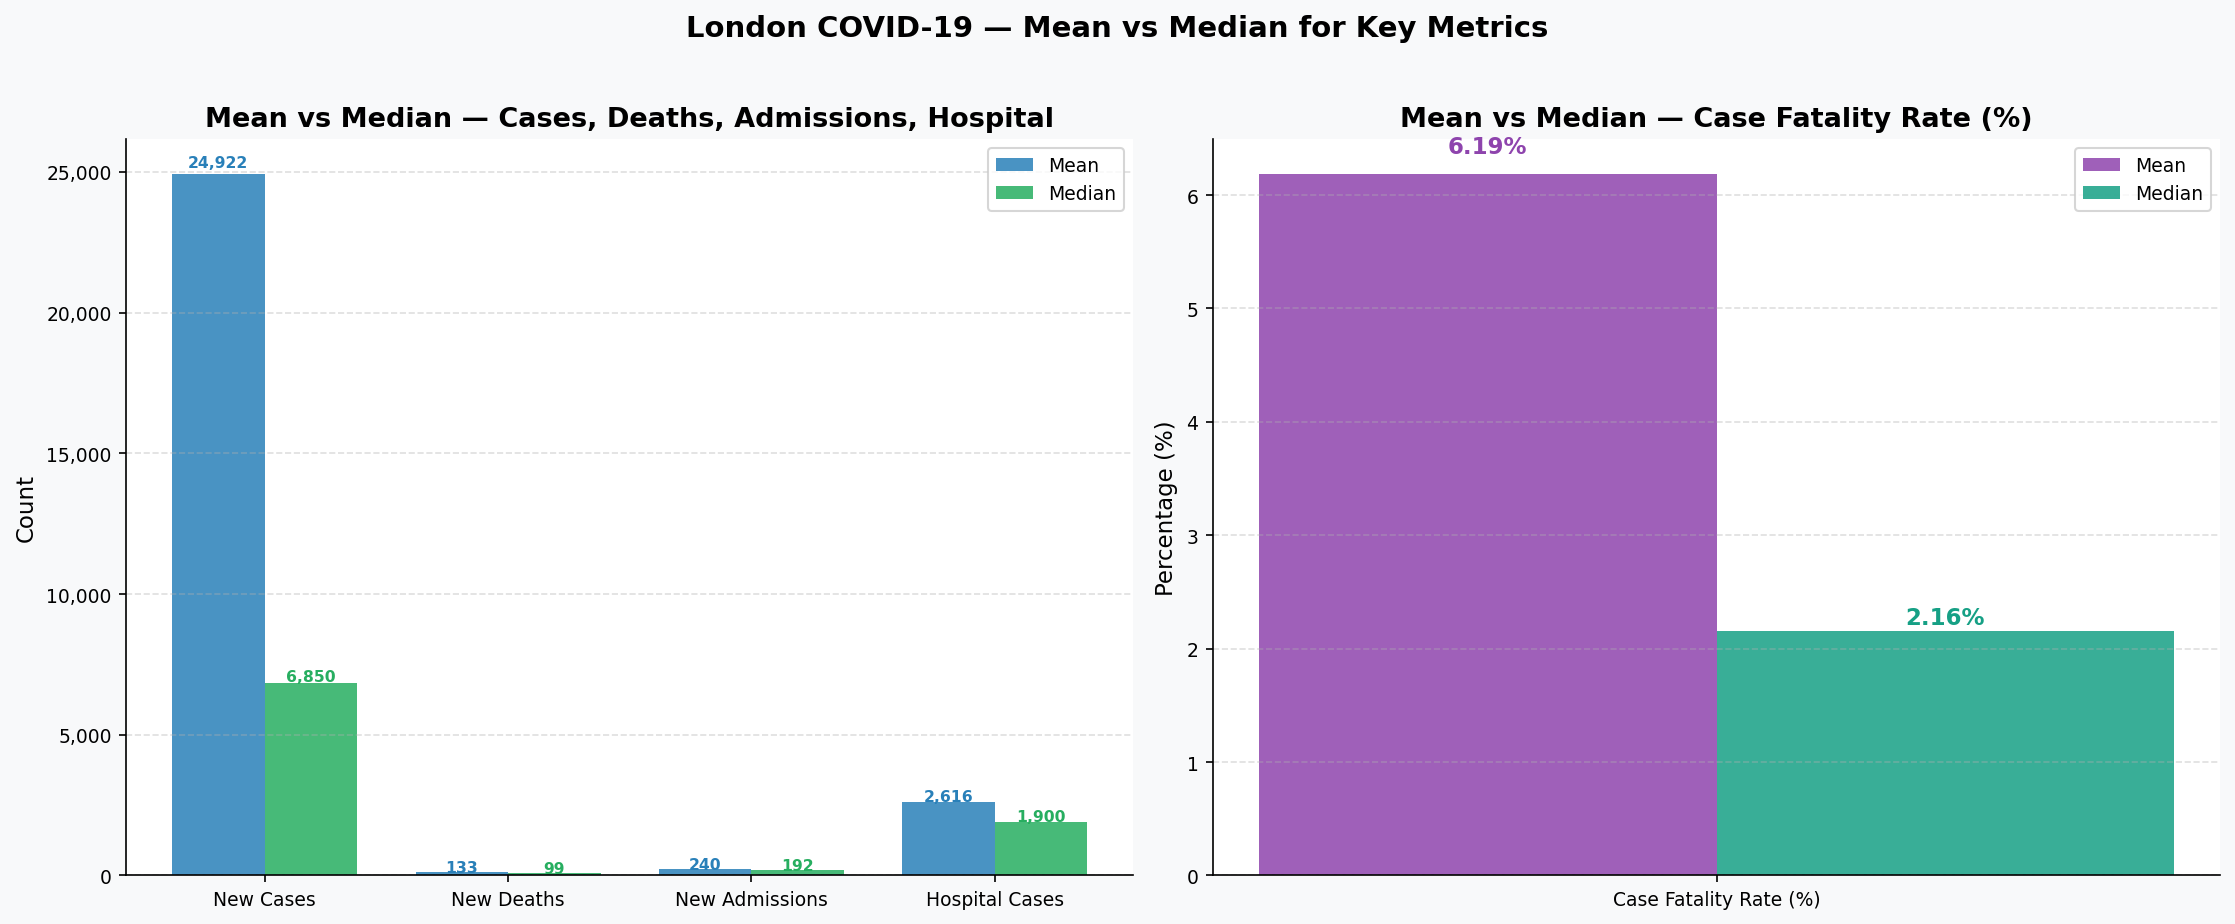 London COVID-19 — Mean vs Median for Key Metrics
Mean vs Median — Cases, Deaths, Admissions, Hospital
Count
25,000
20,000
15,000
10,000
5,000
0
24,922
6,850
133
99
240
192
2,616
1,900
Mean
Median
New Cases
New Deaths
New Admissions
Hospital Cases
Mean vs Median — Case Fatality Rate (%)
Percentage (%)
6
5
4
3
2
1
0
6.19%
2.16%
Mean
Median
Case Fatality Rate (%)